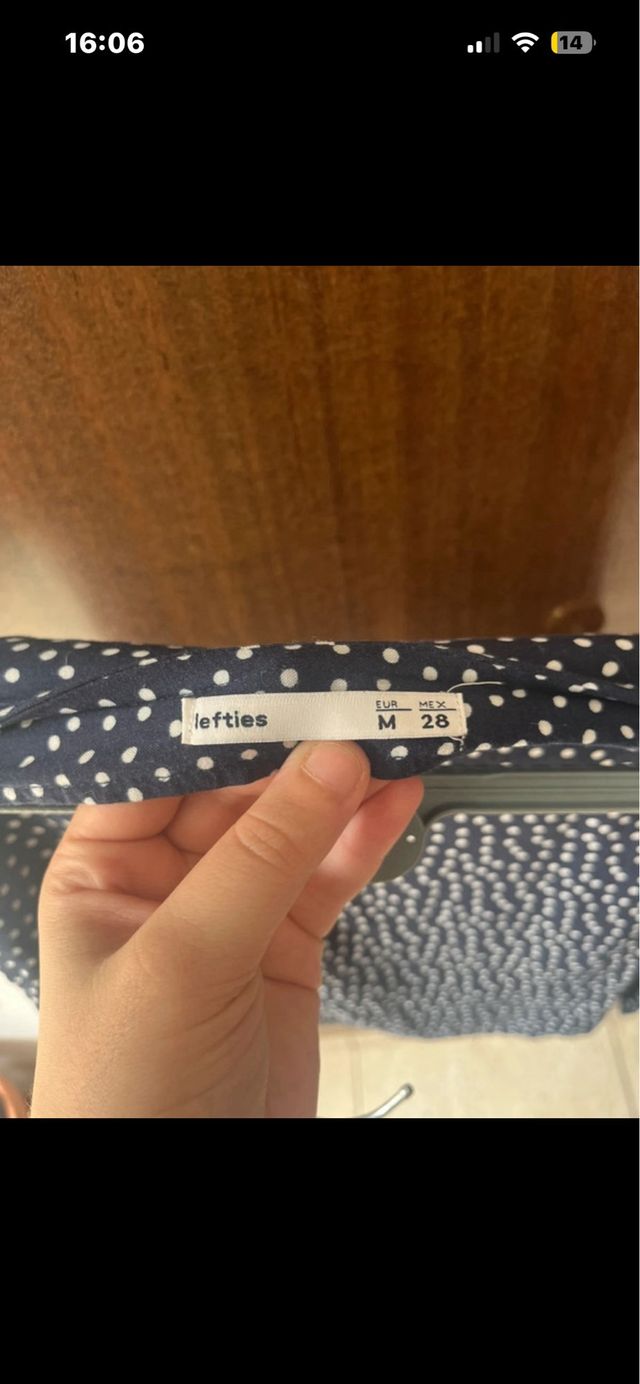 16:06
14
lefties
EUR MEX
M 28